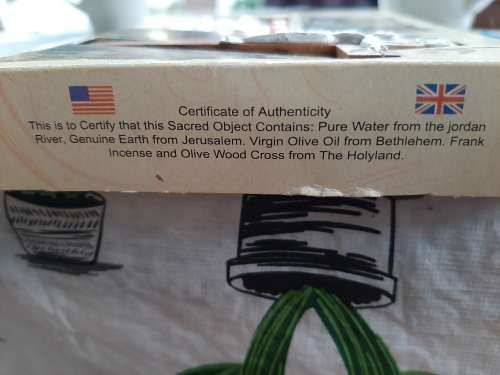 Certificate of Authenticity
This is to Certify that this Sacred Object Contains: Pure Water from the jordan
River, Genuine Earth from Jerusalem. Virgin Olive Oil from Bethlehem. Frank
Incense and Olive Wood Cross from The Holyland.